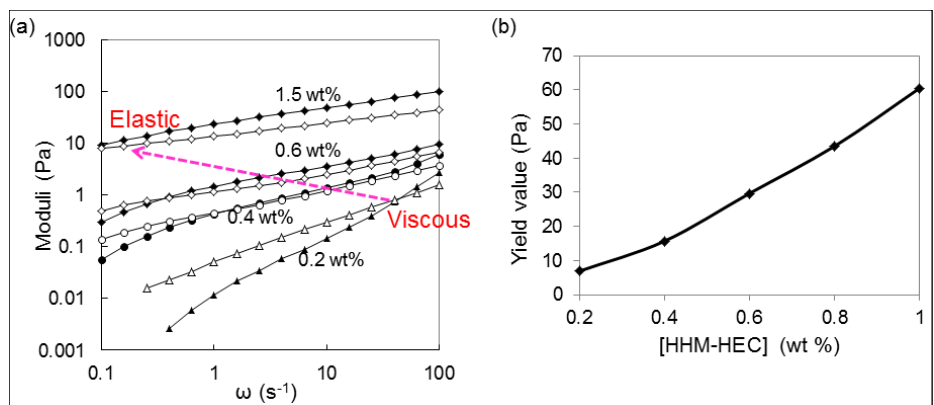 (a)
1000
100
10
1
0.1
0.01
0.001
Moduli (Pa)
1.5 wt%
Elastic
0.6 wt%
0.4 wt%
Viscous
0.2 wt%
0.1 1 10 100
ω (s⁻¹)
(b)
70
60
50
40
30
20
10
0
Yield value (Pa)
0.2 0.4 0.6 0.8 1
[HHM-HEC] (wt %)